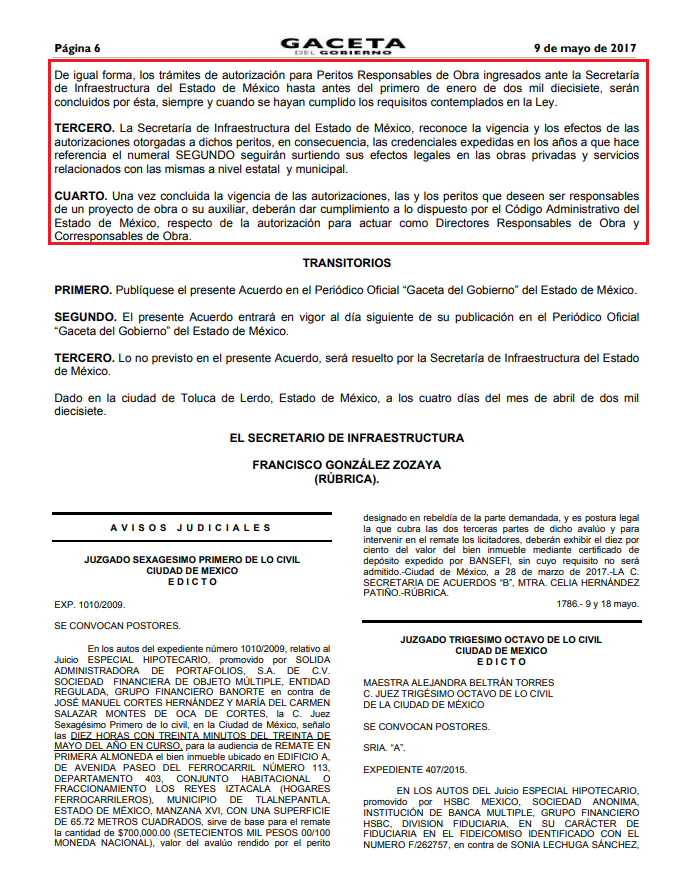 Página 6
GACETA
DEL GOBIERNO
9 de mayo de 2017
De igual forma, los trámites de autorización para Peritos Responsables de Obra ingresados ante la Secretaría
de Infraestructura del Estado de México hasta antes del primero de enero de dos mil diecisiete, serán
concluidos por ésta, siempre y cuando se hayan cumplido los requisitos contemplados en la Ley.
TERCERO. La Secretaría de Infraestructura del Estado de México, reconoce la vigencia y los efectos de las
autorizaciones otorgadas a dichos peritos, en consecuencia, las credenciales expedidas en los años a que hace
referencia el numeral SEGUNDO seguirán surtiendo sus efectos legales en las obras privadas y servicios
relacionados con las mismas a nivel estatal y municipal.
CUARTO. Una vez concluida la vigencia de las autorizaciones, las y los peritos que deseen ser responsables
de un proyecto de obra o su auxiliar, deberán dar cumplimiento a lo dispuesto por el Código Administrativo del
Estado de México, respecto de la autorización para actuar como Directores Responsables de Obra y
Corresponsables de Obra.
TRANSITORIOS
PRIMERO. Publíquese el presente Acuerdo en el Periódico Oficial “Gaceta del Gobierno” del Estado de México.
SEGUNDO. El presente Acuerdo entrará en vigor al día siguiente de su publicación en el Periódico Oficial
“Gaceta del Gobierno” del Estado de México.
TERCERO. Lo no previsto en el presente Acuerdo, será resuelto por la Secretaría de Infraestructura del Estado
de México.
Dado en la ciudad de Toluca de Lerdo, Estado de México, a los cuatro días del mes de abril de dos mil
diecisiete.
EL SECRETARIO DE INFRAESTRUCTURA
FRANCISCO GONZÁLEZ ZOZAYA
(RÚBRICA).
AVISOS JUDICIALES
JUZGADO SEXAGESIMO PRIMERO DE LO CIVIL
CIUDAD DE MEXICO
E D I C T O
EXP. 1010/2009.
SE CONVOCAN POSTORES.
En los autos del expediente número 1010/2009, relativo al
Juicio ESPECIAL HIPOTECARIO, promovido por SOLIDA
ADMINISTRADORA DE PORTAFOLIOS, S.A. DE C.V.
SOCIEDAD FINANCIERA DE OBJETO MÚLTIPLE, ENTIDAD
REGULADA, GRUPO FINANCIERO BANORTE en contra de
JOSÉ MANUEL CORTES HERNÁNDEZ Y MARÍA DEL CARMEN
SALAZAR MONTES DE OCA DE CORTES, la C. Juez
Sexagésimo Primero de lo civil, en la Ciudad de México, señalo
las DIEZ HORAS CON TREINTA MINUTOS DEL TREINTA DE
MAYO DEL AÑO EN CURSO, para la audiencia de REMATE EN
PRIMERA ALMONEDA el bien inmueble ubicado en EDIFICIO A,
DE AVENIDA PASEO DEL FERROCARRIL NÚMERO 113,
DEPARTAMENTO 403, CONJUNTO HABITACIONAL O
FRACCIONAMIENTO LOS REYES IZTACALA (HOGARES
FERROCARRILEROS), MUNICIPIO DE TLALNEPANTLA,
ESTADO DE MÉXICO, MANZANA XVI, CON UNA SUPERFICIE
DE 65.72 METROS CUADRADOS, sirve de base para el remate
la cantidad de $700,000.00 (SETECIENTOS MIL PESOS 00/100
MONEDA NACIONAL), valor del avalúo rendido por el perito
designado en rebeldía de la parte demandada, y es postura legal
la que cubra las dos terceras partes de dicho avalúo y para
intervenir en el remate los licitadores, deberán exhibir el diez por
ciento del valor del bien inmueble mediante certificado de
depósito expedido por BANSEFI, sin cuyo requisito no será
admitido.-Ciudad de México, a 28 de marzo de 2017.-LA C.
SECRETARIA DE ACUERDOS “B”, MTRA. CELIA HERNÁNDEZ
PATIÑO.-RÚBRICA.
1786.- 9 y 18 mayo.
JUZGADO TRIGESIMO OCTAVO DE LO CIVIL
CIUDAD DE MEXICO
E D I C T O
MAESTRA ALEJANDRA BELTRÁN TORRES
C. JUEZ TRIGÉSIMO OCTAVO DE LO CIVIL
DE LA CIUDAD DE MÉXICO
SE CONVOCAN POSTORES.
SRIA. “A”.
EXPEDIENTE 407/2015.
EN LOS AUTOS DEL Juicio ESPECIAL HIPOTECARIO,
promovido por HSBC MEXICO, SOCIEDAD ANONIMA,
INSTITUCIÓN DE BANCA MULTIPLE, GRUPO FINANCIERO
HSBC, DIVISION FIDUCIARIA, EN SU CARÁCTER DE
FIDUCIARIA EN EL FIDEICOMISO IDENTIFICADO CON EL
NUMERO F/262757, en contra de SONIA LECHUGA SÁNCHEZ,